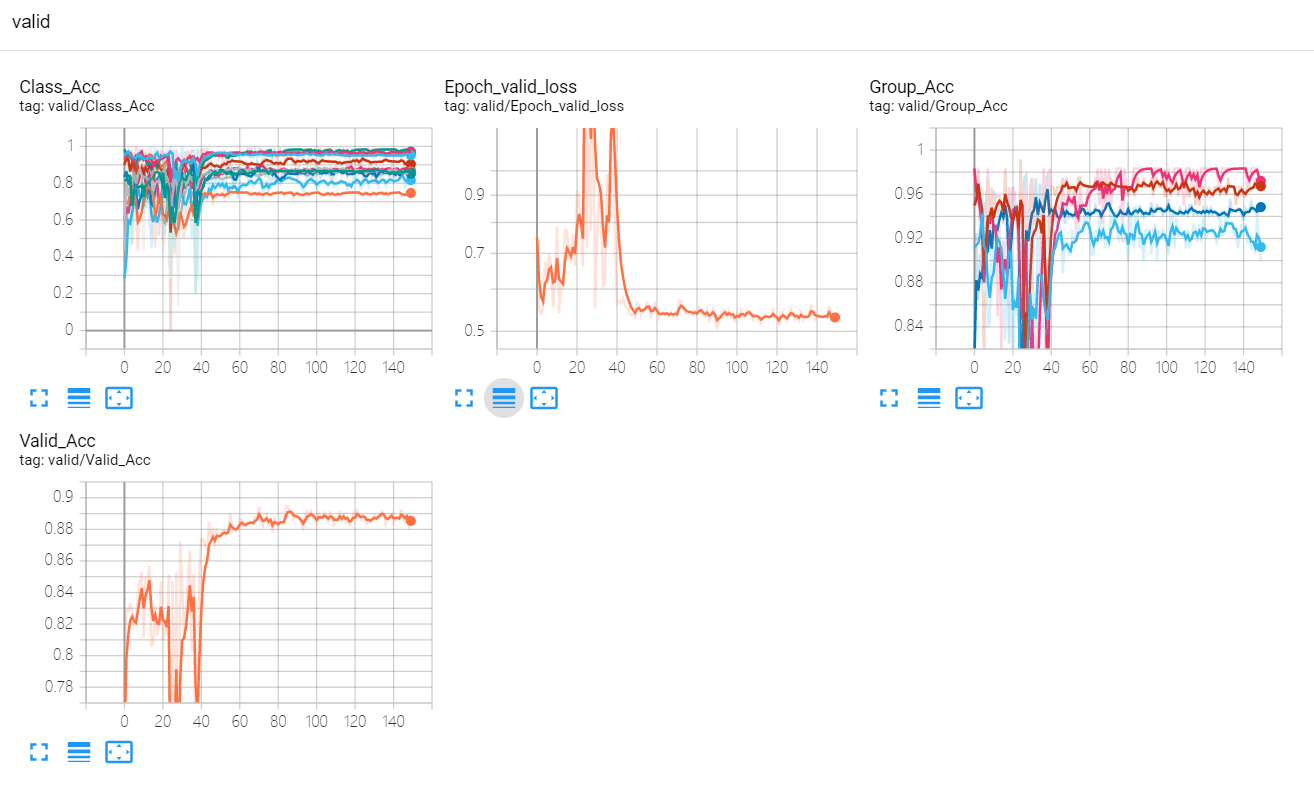 valid
Class_Acc
tag: valid/Class_Acc
1
0.8
0.6
0.4
0.2
0
0 20 40 60 80 100 120 140
Epoch_valid_loss
tag: valid/Epoch_valid_loss
0.9
0.7
0.5
0 20 40 60 80 100 120 140
Group_Acc
tag: valid/Group_Acc
1
0.96
0.92
0.88
0.84
0 20 40 60 80 100 120 140
Valid_Acc
tag: valid/Valid_Acc
0.9
0.88
0.86
0.84
0.82
0.8
0.78
0 20 40 60 80 100 120 140